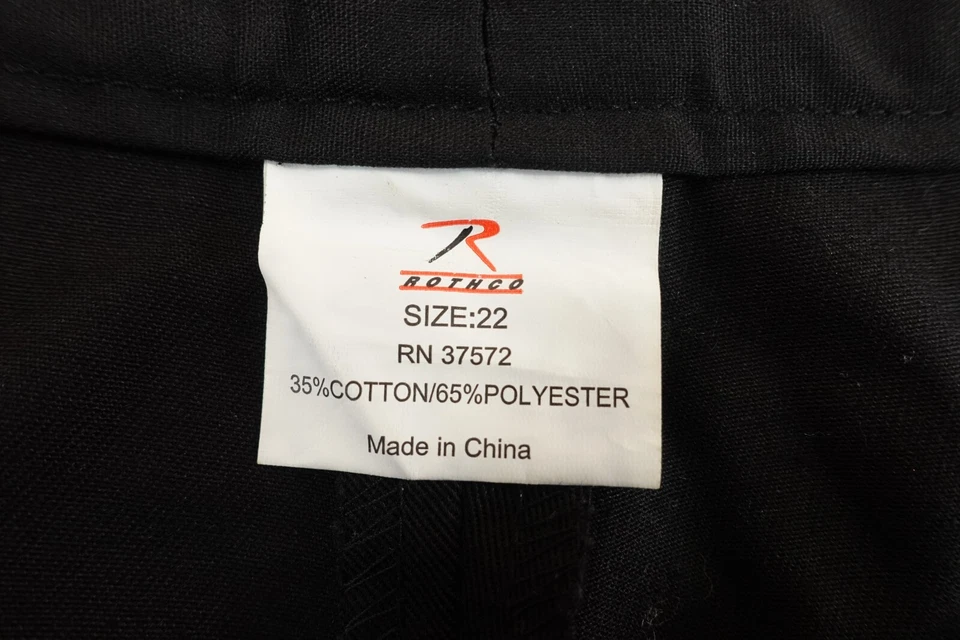 ROTHCO
SIZE:22
RN 37572
35%COTTON/65%POLYESTER
Made in China